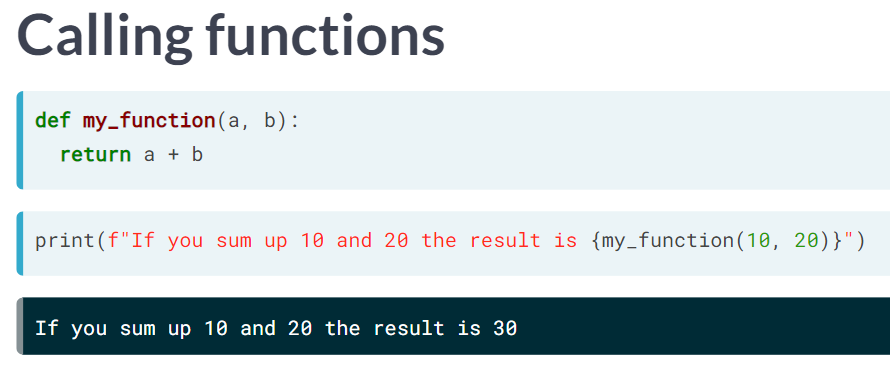 Calling functions
def my_function(a, b):
  return a + b
print(f"If you sum up 10 and 20 the result is {my_function(10, 20)}")
If you sum up 10 and 20 the result is 30